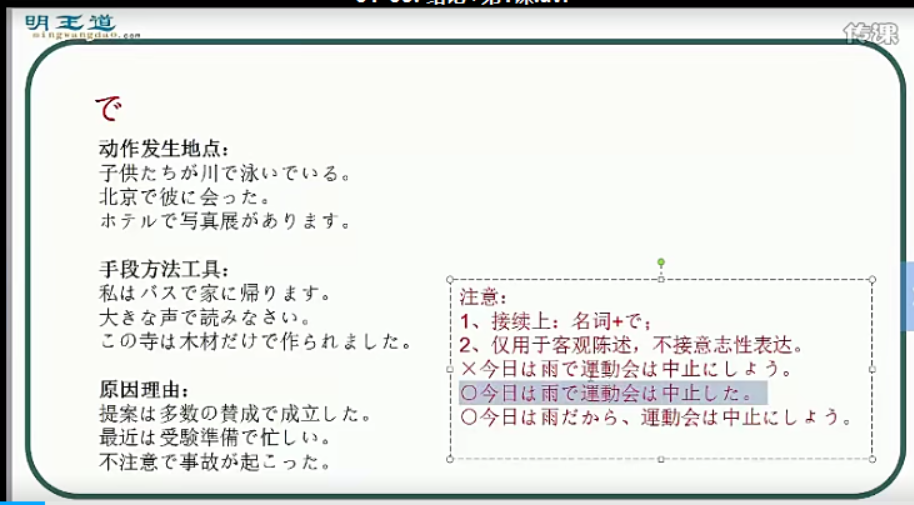 明王道
mingwangdao.com
传课
で
动作发生地点：
子供たちが川で泳いでいる。
北京で彼に会った。
ホテルで写真展があります。
手段方法工具：
私はバスで家に帰ります。
大きな声で読みなさい。
この寺は木材だけで作られました。
原因理由：
提案は多数の賛成で成立した。
最近は受験準備で忙しい。
不注意で事故が起こった。
注意：
1、接续上：名词+で；
2、仅用于客观陈述，不接意志性表达。
×今日は雨で運動会は中止にしよう。
○今日は雨で運動会は中止した。
○今日は雨だから、運動会は中止にしよう。